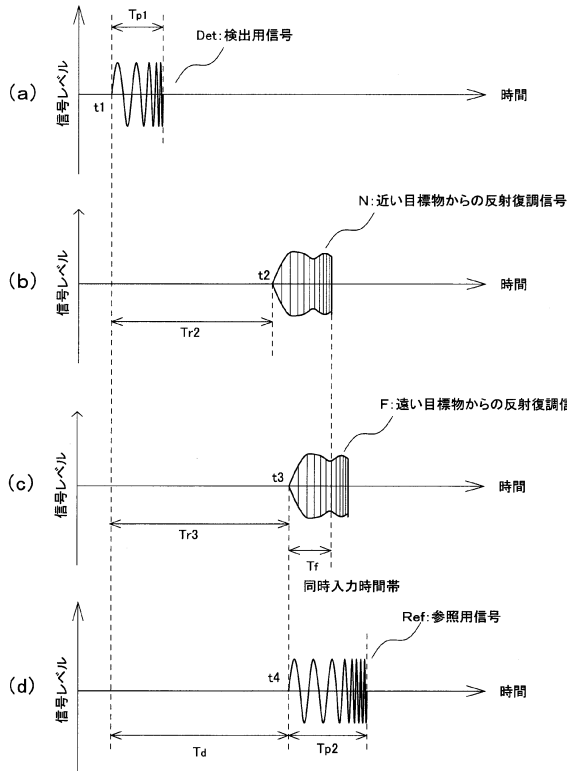 Tp1
Det:検出用信号
(a)
信号レベル
t1
時間
N:近い目標物からの反射復調信号
(b)
信号レベル
t2
時間
Tr2
F:遠い目標物からの反射復調信
(c)
信号レベル
t3
時間
Tr3
Tf
同時入力時間帯
Ref:参照用信号
(d)
信号レベル
t4
時間
Td
Tp2